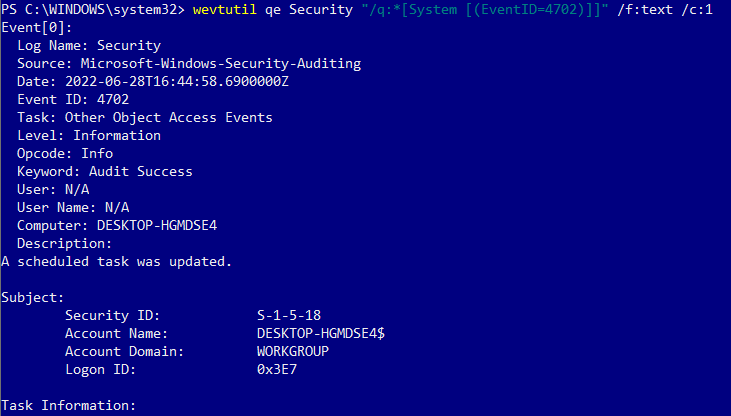 PS C:\WINDOWS\system32> wevtutil qe Security "/q:*[System [(EventID=4702)]]" /f:text /c:1
Event[0]:
  Log Name: Security
  Source: Microsoft-Windows-Security-Auditing
  Date: 2022-06-28T16:44:58.6900000Z
  Event ID: 4702
  Task: Other Object Access Events
  Level: Information
  Opcode: Info
  Keyword: Audit Success
  User: N/A
  User Name: N/A
  Computer: DESKTOP-HGMDSE4
  Description:
A scheduled task was updated.

Subject:
        Security ID:            S-1-5-18
        Account Name:           DESKTOP-HGMDSE4$
        Account Domain:         WORKGROUP
        Logon ID:               0x3E7

Task Information: